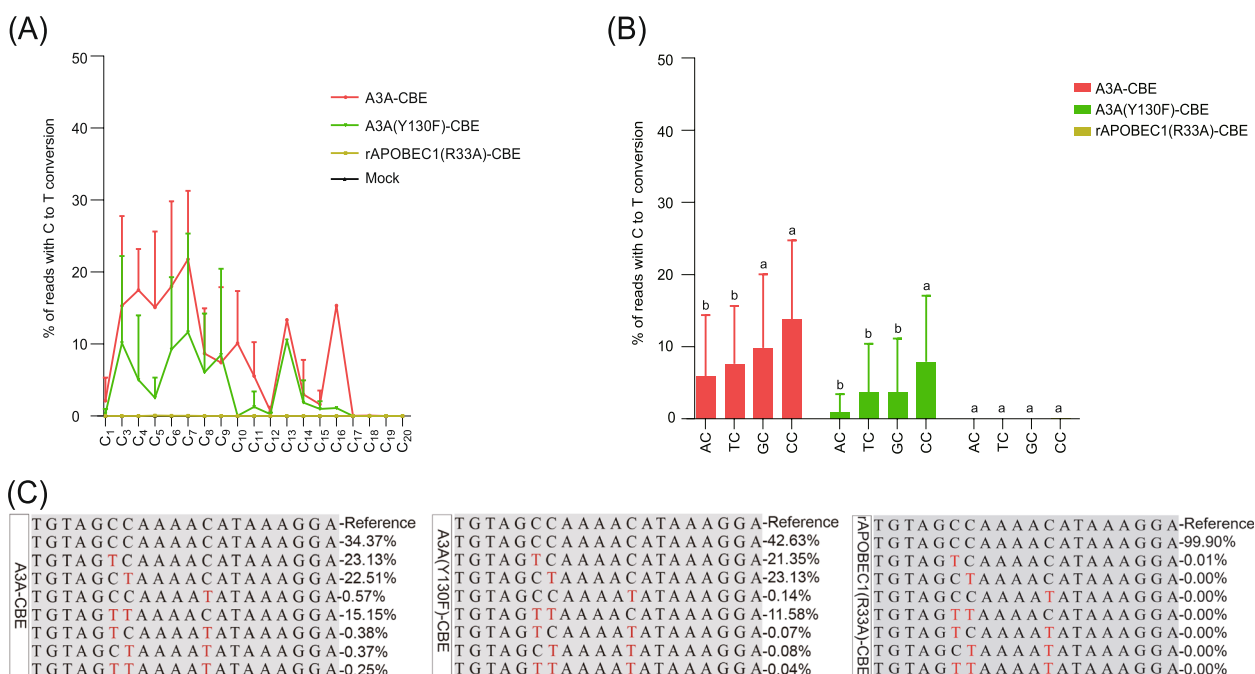 (A)
% of reads with C to T conversion
50
40
30
20
10
0
A3A-CBE
A3A(Y130F)-CBE
rAPOBEC1(R33A)-CBE
Mock
C1 C3 C4 C5 C6 C7 C8 C9 C10 C11 C12 C13 C14 C15 C16 C17 C18 C19 C20
(B)
% of reads with C to T conversion
50
40
30
20
10
0
A3A-CBE
A3A(Y130F)-CBE
rAPOBEC1(R33A)-CBE
b b a a b b b a a a a a
AC TC GC CC AC TC GC CC AC TC GC CC
(C)
A3A-CBE
TGTAGCCAAAACATAAAGGA-Reference
TGTAGCCAAAACATAAAGGA-34.37%
TGTAGTCAAAACATAAAGGA-23.13%
TGTAGCTAAAACATAAAGGA-22.51%
TGTAGCCAAAATATAAAGGA-0.57%
TGTAGTTAAAACATAAAGGA-15.15%
TGTAGTCAAAATATAAAGGA-0.38%
TGTAGCTAAAATATAAAGGA-0.37%
TGTAGTTAAAATATAAAGGA-0.25%
A3A(Y130F)-CBE
TGTAGCCAAAACATAAAGGA-Reference
TGTAGCCAAAACATAAAGGA-42.63%
TGTAGTCAAAACATAAAGGA-21.35%
TGTAGCTAAAACATAAAGGA-23.13%
TGTAGCCAAAATATAAAGGA-0.14%
TGTAGTTAAAACATAAAGGA-11.58%
TGTAGTCAAAATATAAAGGA-0.07%
TGTAGCTAAAATATAAAGGA-0.08%
TGTAGTTAAAATATAAAGGA-0.04%
rAPOBEC1(R33A)-CBE
TGTAGCCAAAACATAAAGGA-Reference
TGTAGCCAAAACATAAAGGA-99.90%
TGTAGTCAAAACATAAAGGA-0.01%
TGTAGCTAAAACATAAAGGA-0.00%
TGTAGCCAAAATATAAAGGA-0.00%
TGTAGTTAAAACATAAAGGA-0.00%
TGTAGTCAAAATATAAAGGA-0.00%
TGTAGCTAAAATATAAAGGA-0.00%
TGTAGTTAAAATATAAAGGA-0.00%